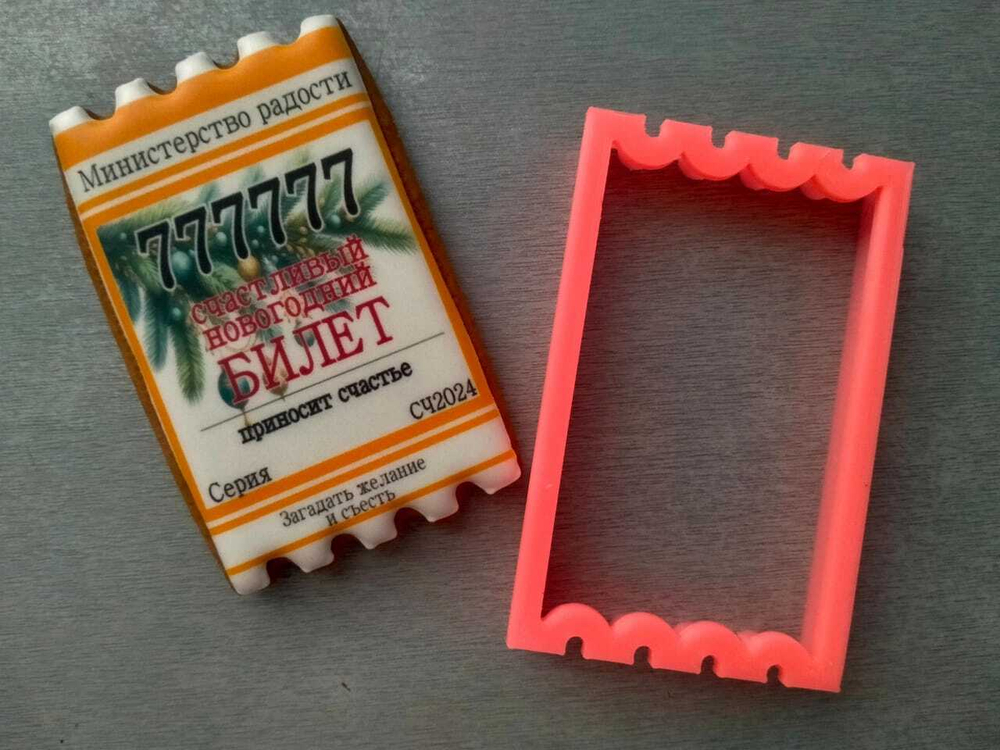 Министерство радости
777777
счастливый
новогодний
БИЛЕТ
приносит счастье
Серия СЧ2024
Загадать желание
и съесть